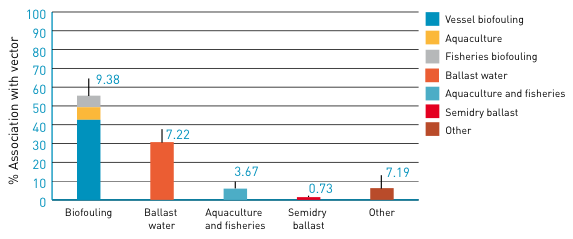 % Association with vector
100
90
80
70
60
50
40
30
20
10
0
9.38
7.22
3.67
0.73
7.19
Biofouling
Ballast
water
Aquaculture
and fisheries
Semidry
ballast
Other
Vessel biofouling
Aquaculture
Fisheries biofouling
Ballast water
Aquaculture and fisheries
Semidry ballast
Other